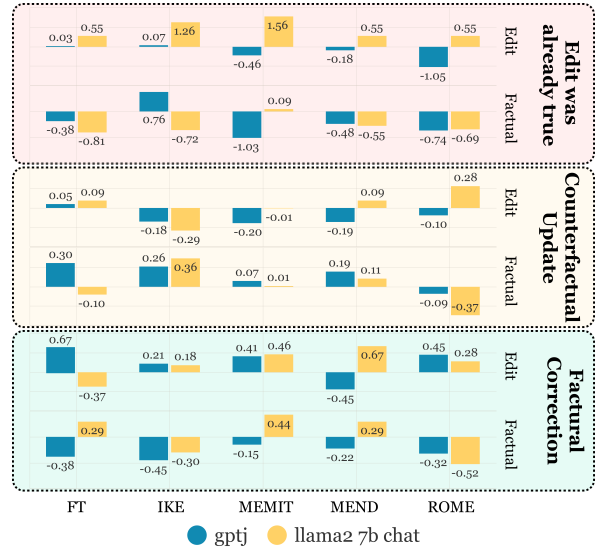 0.03 0.55 0.07 1.26 -0.46 1.56 -0.18 0.55 -1.05 0.55 Edit
-0.38 -0.81 0.76 -0.72 -1.03 0.09 -0.48 -0.55 -0.74 -0.69 Factual
Edit was
already true
0.05 0.09 -0.18 -0.29 -0.20 -0.01 -0.19 0.09 -0.10 0.28 Edit
0.30 -0.10 0.26 0.36 0.07 0.01 0.19 0.11 -0.09 -0.37 Factual
Counterfactual
Update
0.67 -0.37 0.21 0.18 0.41 0.46 -0.45 0.67 0.45 0.28 Edit
-0.38 0.29 -0.45 -0.30 -0.15 0.44 -0.22 0.29 -0.32 -0.52 Factual
Factural
Correction
FT IKE MEMIT MEND ROME
gptj llama2 7b chat